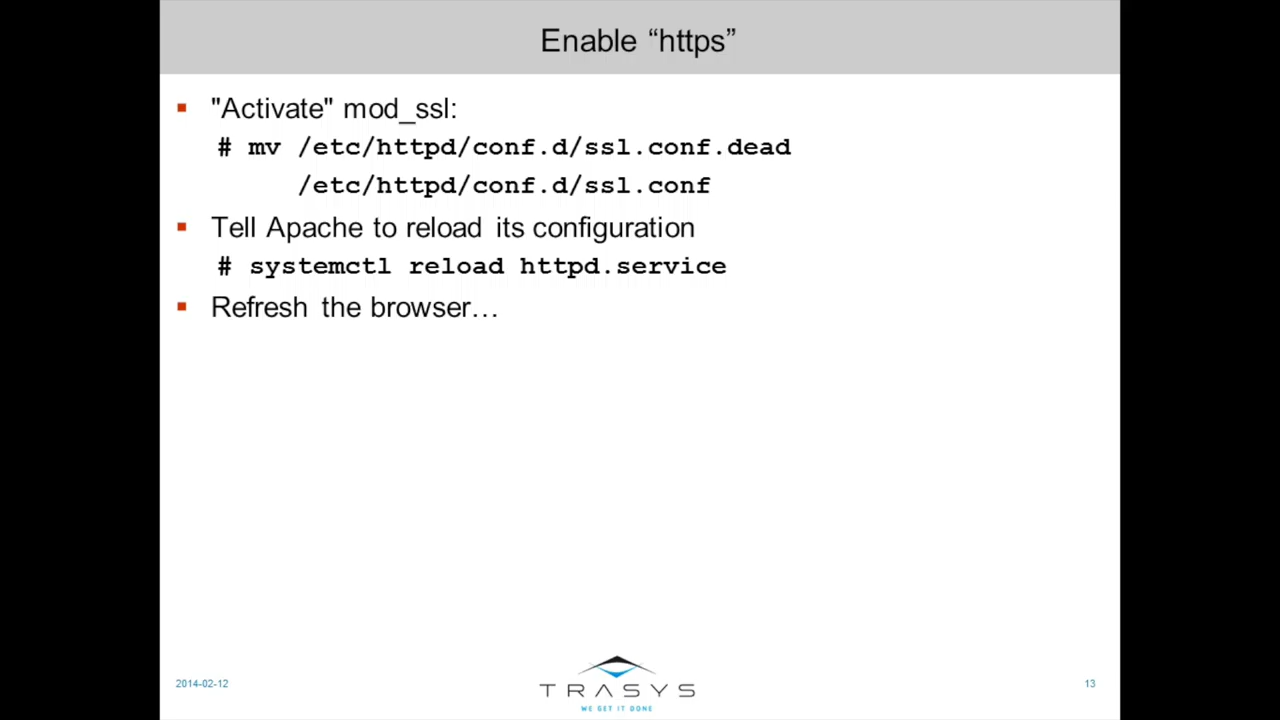 Enable “https”
"Activate" mod_ssl:
# mv /etc/httpd/conf.d/ssl.conf.dead
/etc/httpd/conf.d/ssl.conf
Tell Apache to reload its configuration
# systemctl reload httpd.service
Refresh the browser…
2014-02-12
TRASYS
WE GET IT DONE
13